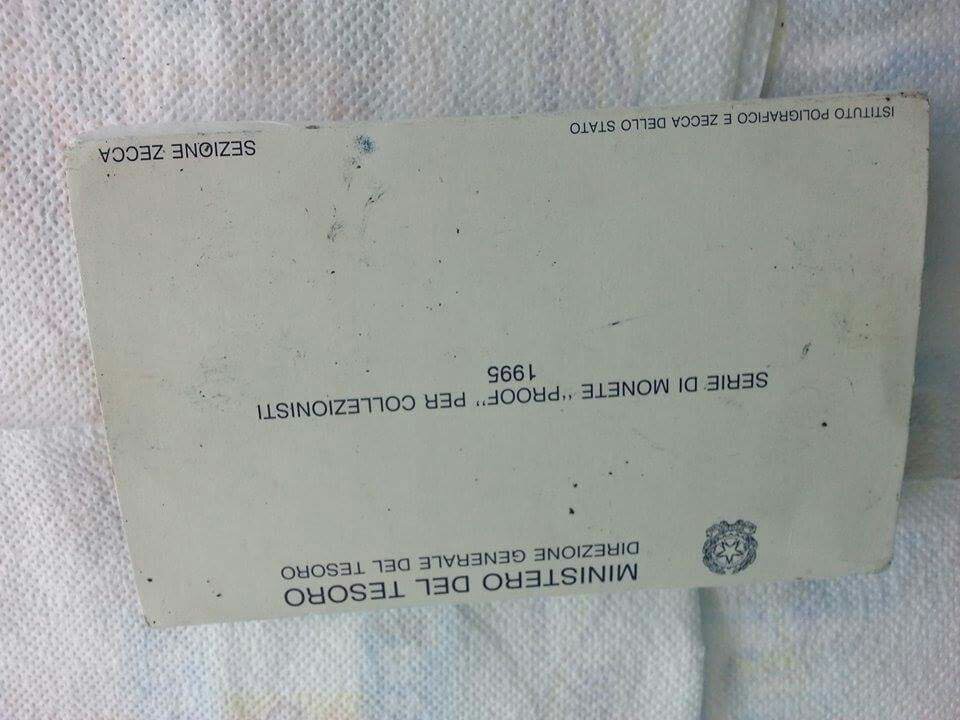 MINISTERO DEL TESORO
DIREZIONE GENERALE DEL TESORO
SERIE DI MONETE "PROOF" PER COLLEZIONISTI
1995
ISTITUTO POLIGRAFICO E ZECCA DELLO STATO
SEZIONE ZECCA